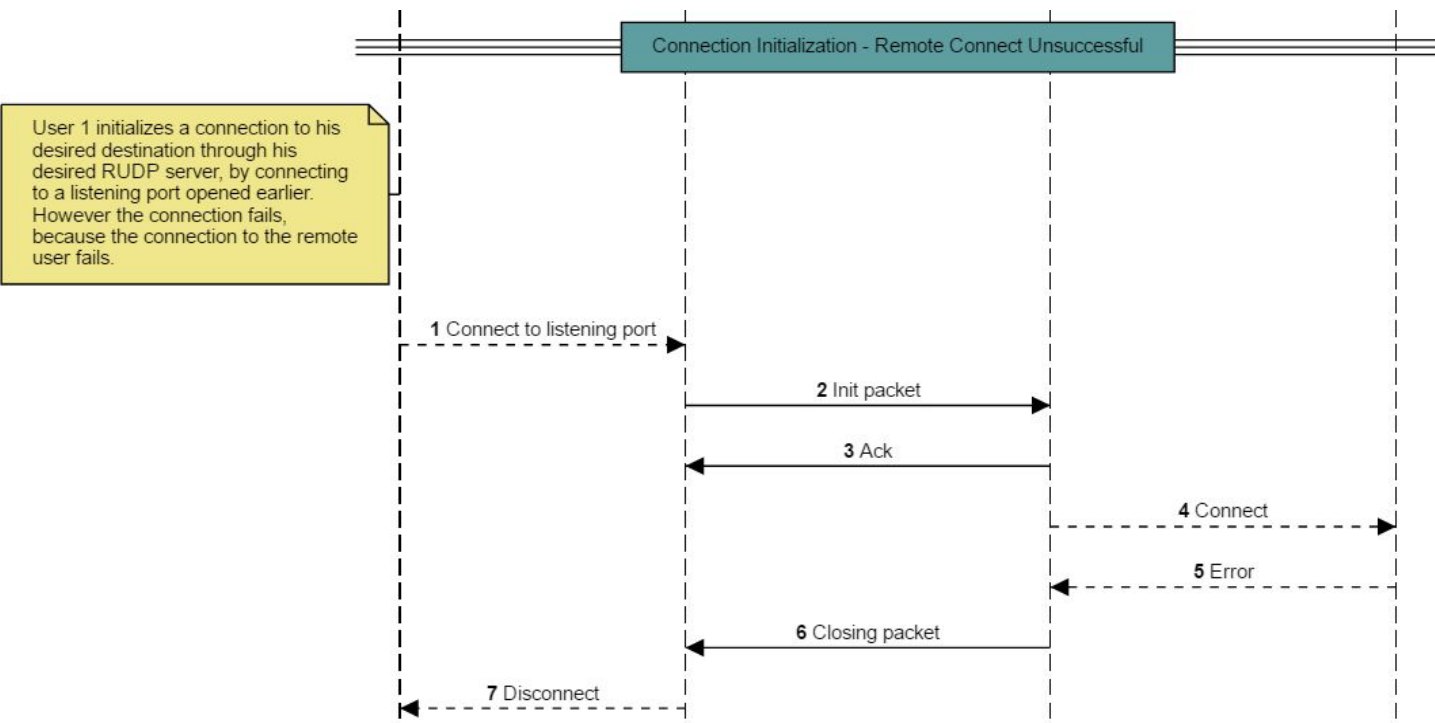 Connection Initialization - Remote Connect Unsuccessful
User 1 initializes a connection to his
desired destination through his
desired RUDP server, by connecting
to a listening port opened earlier.
However the connection fails,
because the connection to the remote
user fails.
1 Connect to listening port
2 Init packet
3 Ack
4 Connect
5 Error
6 Closing packet
7 Disconnect